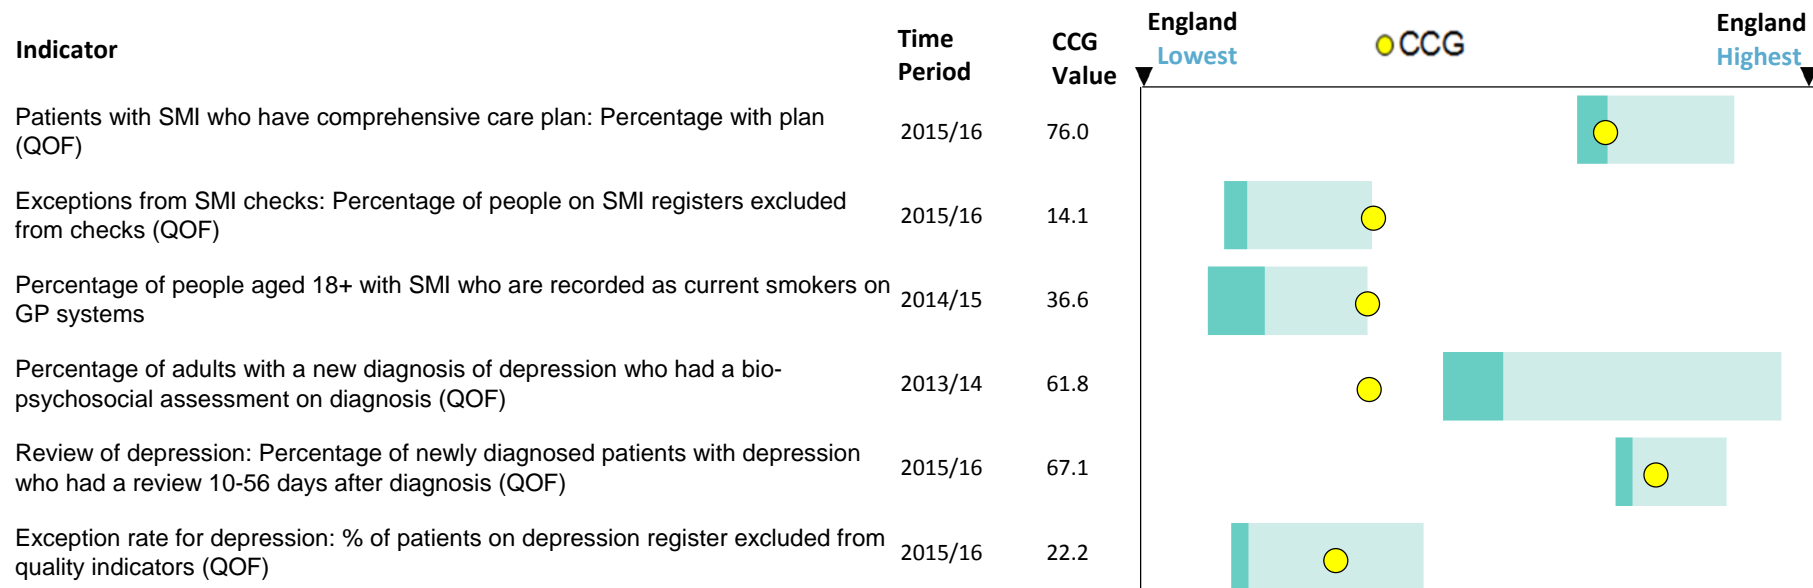 Indicator
Time
Period
CCG
Value
England
Lowest
CCG
England
Highest
Patients with SMI who have comprehensive care plan: Percentage with plan
(QOF)
2015/16
76.0
Exceptions from SMI checks: Percentage of people on SMI registers excluded
from checks (QOF)
2015/16
14.1
Percentage of people aged 18+ with SMI who are recorded as current smokers on
GP systems
2014/15
36.6
Percentage of adults with a new diagnosis of depression who had a bio-
psychosocial assessment on diagnosis (QOF)
2013/14
61.8
Review of depression: Percentage of newly diagnosed patients with depression
who had a review 10-56 days after diagnosis (QOF)
2015/16
67.1
Exception rate for depression: % of patients on depression register excluded from
quality indicators (QOF)
2015/16
22.2